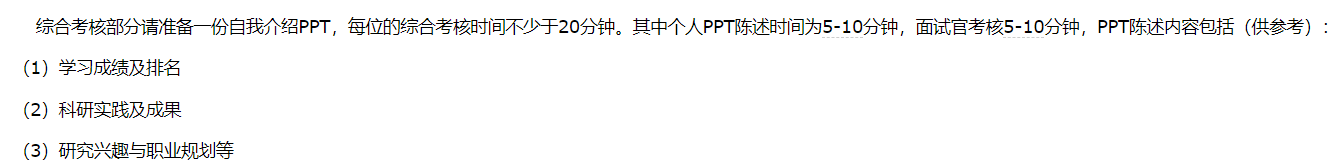 综合考核部分请准备一份自我介绍PPT，每位的综合考核时间不少于20分钟。其中个人PPT陈述时间为5-10分钟，面试官考核5-10分钟，PPT陈述内容包括（供参考）：
（1）学习成绩及排名
（2）科研实践及成果
（3）研究兴趣与职业规划等